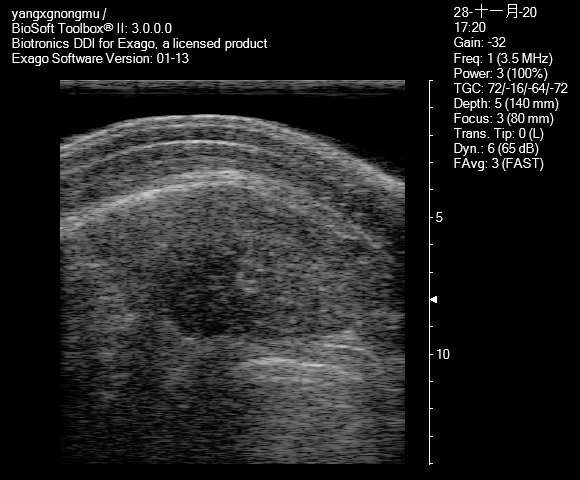 yangxgnongmu /
BioSoft Toolbox® II: 3.0.0.0
Biotronics DDI for Exago, a licensed product
Exago Software Version: 01-13
28-十一月-20
17:20
Gain: -32
Freq: 1 (3.5 MHz)
Power: 3 (100%)
TGC: 72/-16/-64/-72
Depth: 5 (140 mm)
Focus: 3 (80 mm)
Trans. Tip: 0 (L)
Dyn.: 6 (65 dB)
FAvg: 3 (FAST)
5
10